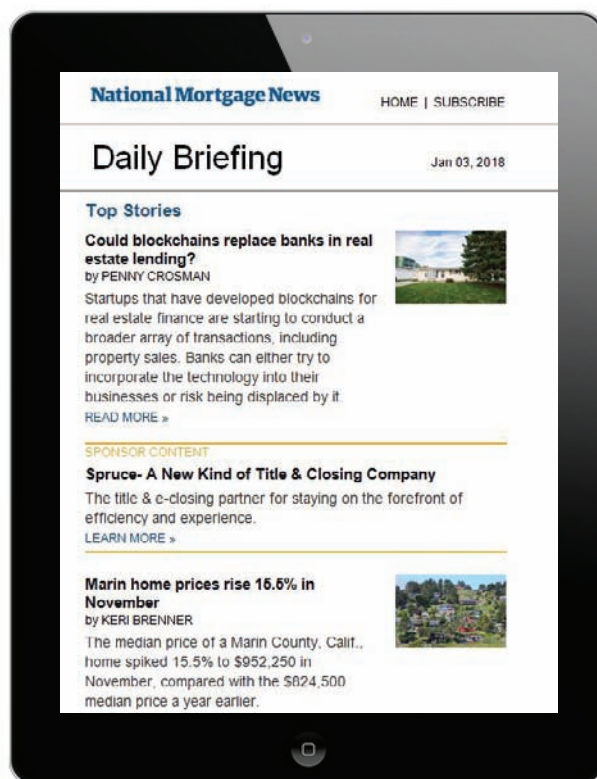 National Mortgage News
HOME | SUBSCRIBE
Daily Briefing
Jan 03, 2018
Top Stories
Could blockchains replace banks in real
estate lending?
by PENNY CROSMAN
Startups that have developed blockchains for
real estate finance are starting to conduct a
broader array of transactions, including
property sales. Banks can either try to
incorporate the technology into their
businesses or risk being displaced by it.
READ MORE »
SPONSOR CONTENT
Spruce- A New Kind of Title & Closing Company
The title & e-closing partner for staying on the forefront of
efficiency and experience.
LEARN MORE »
Marin home prices rise 15.5% in
November
by KERI BRENNER
The median price of a Marin County, Calif.,
home spiked 15.5% to $952,250 in
November, compared with the $824,500
median price a year earlier.